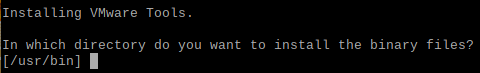 Installing VMware Tools.
In which directory do you want to install the binary files?
[/usr/bin]